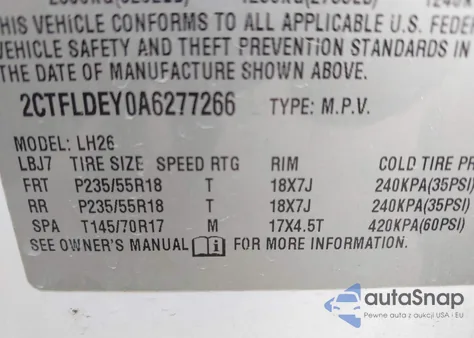 THIS VEHICLE CONFORMS TO ALL APPLICABLE U.S. FEDER
VEHICLE SAFETY AND THEFT PREVENTION STANDARDS IN
THE DATE OF MANUFACTURE SHOWN ABOVE.
2CTFLDEY0A6277266 TYPE: M.P.V.
MODEL: LH26
LBJ7 TIRE SIZE SPEED RTG RIM COLD TIRE PR
FRT P235/55R18 T 18X7J 240KPA(35PSI)
RR P235/55R18 T 18X7J 240KPA(35PSI)
SPA T145/70R17 M 17X4.5T 420KPA(60PSI)
SEE OWNER'S MANUAL i FOR MORE INFORMATION.
autoSnap
Pewne auta z aukcji USA i EU